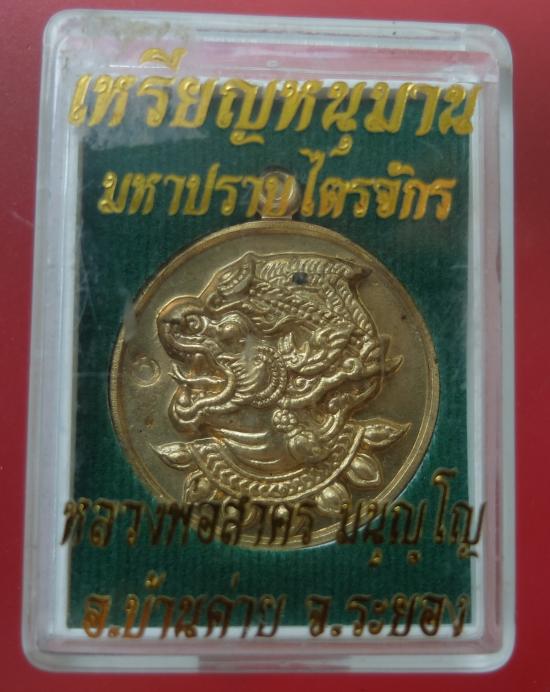 เหรียญหนุมาน
มหาปราบไตรจักร
หลวงพ่อสาคร มนุญฺโญ
อ.บ้านค่าย จ.ระยอง